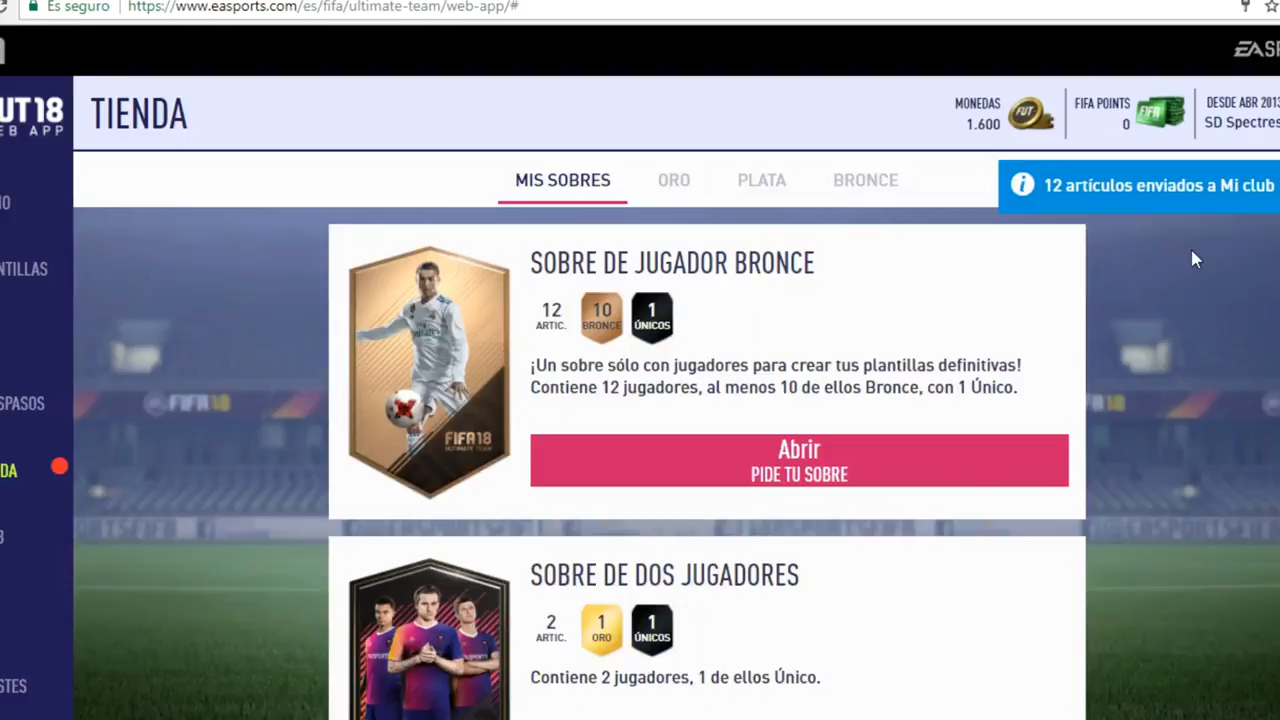 Es seguro https://www.easports.com/es/fifa/ultimate-team/web-app/#
EA SP
UT18
EB APP
TIENDA
MONEDAS
1.600
FUT
FIFA POINTS
0
FIFA
DESDE ABR 2013
SD Spectres
MIS SOBRES
ORO
PLATA
BRONCE
12 artículos enviados a Mi club
IO
NTILLAS
SPASOS
DA
B
STES
SOBRE DE JUGADOR BRONCE
12
ARTIC.
10
BRONCE
1
ÚNICOS
¡Un sobre sólo con jugadores para crear tus plantillas definitivas!
Contiene 12 jugadores, al menos 10 de ellos Bronce, con 1 Único.
FIFA18
ULTIMATE TEAM
Abrir
PIDE TU SOBRE
SOBRE DE DOS JUGADORES
2
ARTIC.
1
ORO
1
ÚNICOS
Contiene 2 jugadores, 1 de ellos Único.